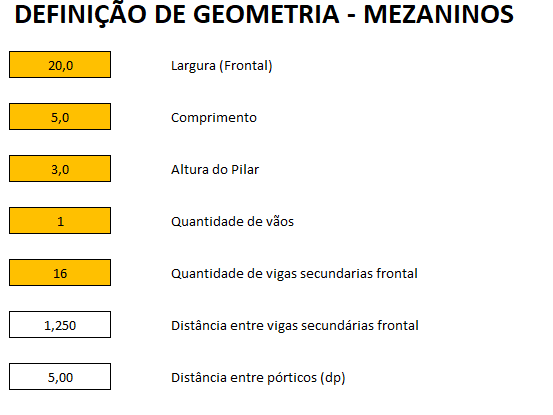 DEFINIÇÃO DE GEOMETRIA - MEZANINOS
20,0 Largura (Frontal)
5,0 Comprimento
3,0 Altura do Pilar
1 Quantidade de vãos
16 Quantidade de vigas secundarias frontal
1,250 Distância entre vigas secundárias frontal
5,00 Distância entre pórticos (dp)